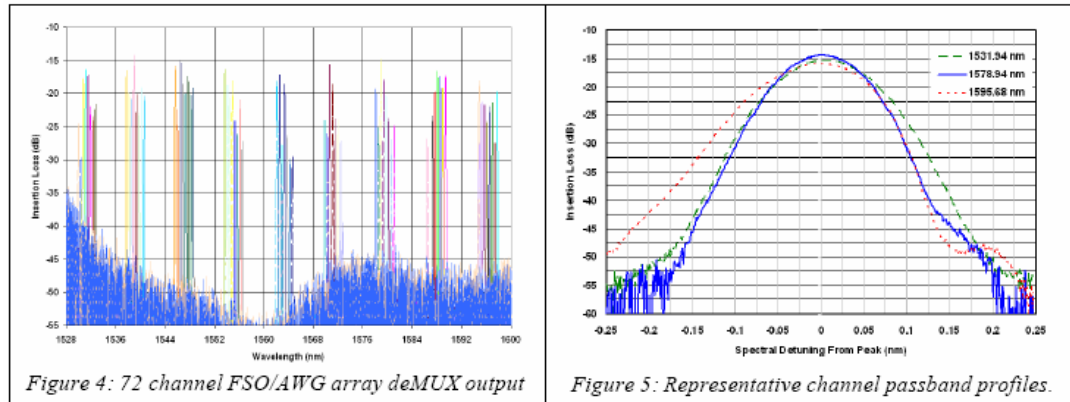 -10
-15
-20
-25
-30
-35
-40
-45
-50
-55
Insertion Loss (dB)
1528 1536 1544 1552 1560 1568 1576 1584 1592 1600
Wavelength (nm)
Figure 4: 72 channel FSO/AWG array deMUX output
-10
-15
-20
-25
-30
-35
-40
-45
-50
-55
-60
Insertion Loss (dB)
1531.94 nm
1578.94 nm
1595.68 nm
-0.25 -0.2 -0.15 -0.1 -0.05 0 0.05 0.1 0.15 0.2 0.25
Spectral Detuning From Peak (nm)
Figure 5: Representative channel passband profiles.